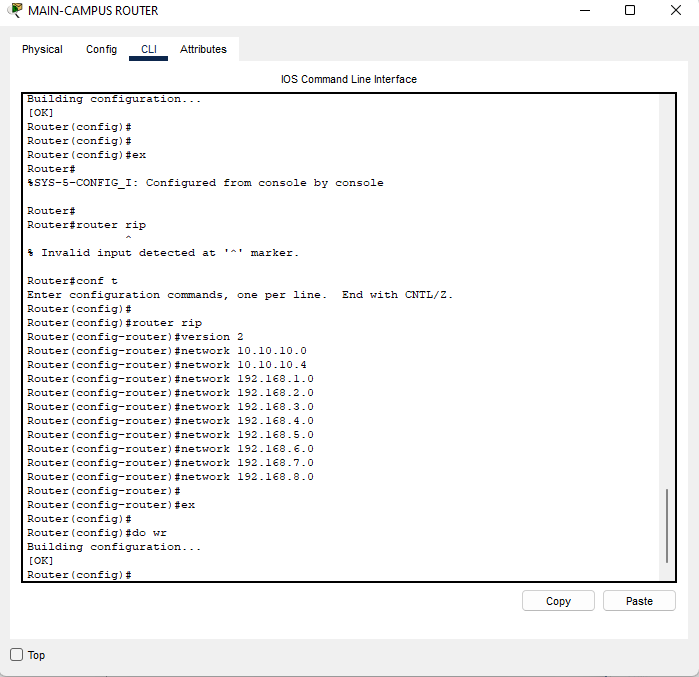 MAIN-CAMPUS ROUTER
Physical Config CLI Attributes
IOS Command Line Interface
Building configuration...
[OK]
Router(config)#
Router(config)#
Router(config)#ex
Router#
%SYS-5-CONFIG_I: Configured from console by console
Router#
Router#router rip
^
% Invalid input detected at '^' marker.
Router#conf t
Enter configuration commands, one per line.  End with CNTL/Z.
Router(config)#
Router(config)#router rip
Router(config-router)#version 2
Router(config-router)#network 10.10.10.0
Router(config-router)#network 10.10.10.4
Router(config-router)#network 192.168.1.0
Router(config-router)#network 192.168.2.0
Router(config-router)#network 192.168.3.0
Router(config-router)#network 192.168.4.0
Router(config-router)#network 192.168.5.0
Router(config-router)#network 192.168.6.0
Router(config-router)#network 192.168.7.0
Router(config-router)#network 192.168.8.0
Router(config-router)#
Router(config-router)#ex
Router(config)#
Router(config)#do wr
Building configuration...
[OK]
Router(config)#
Copy Paste
Top